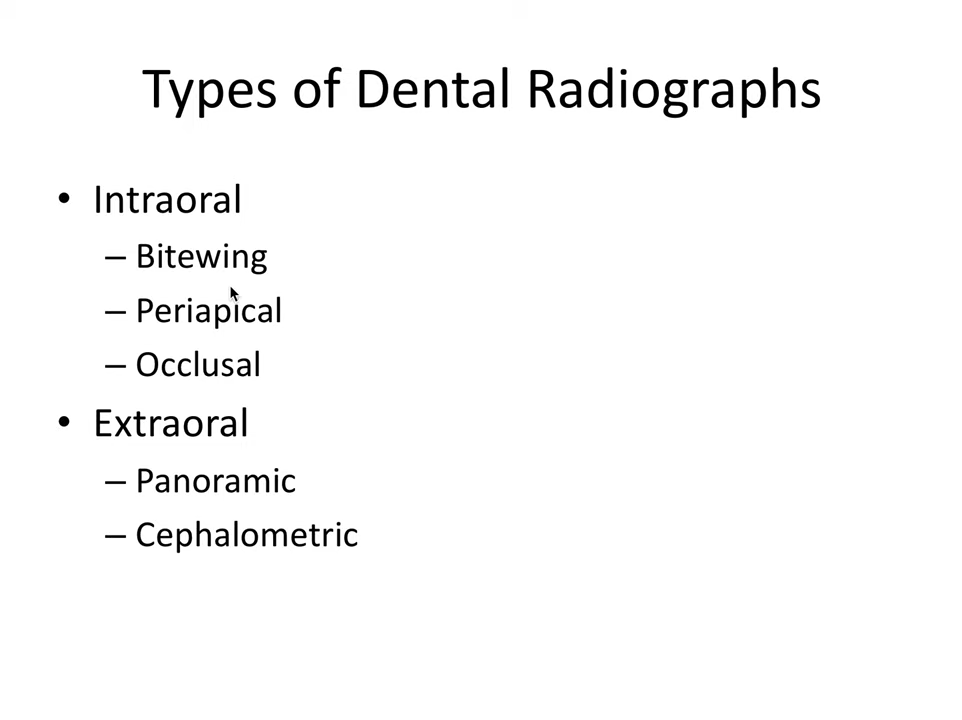 Types of Dental Radiographs
• Intraoral
– Bitewing
– Periapical
– Occlusal
• Extraoral
– Panoramic
– Cephalometric